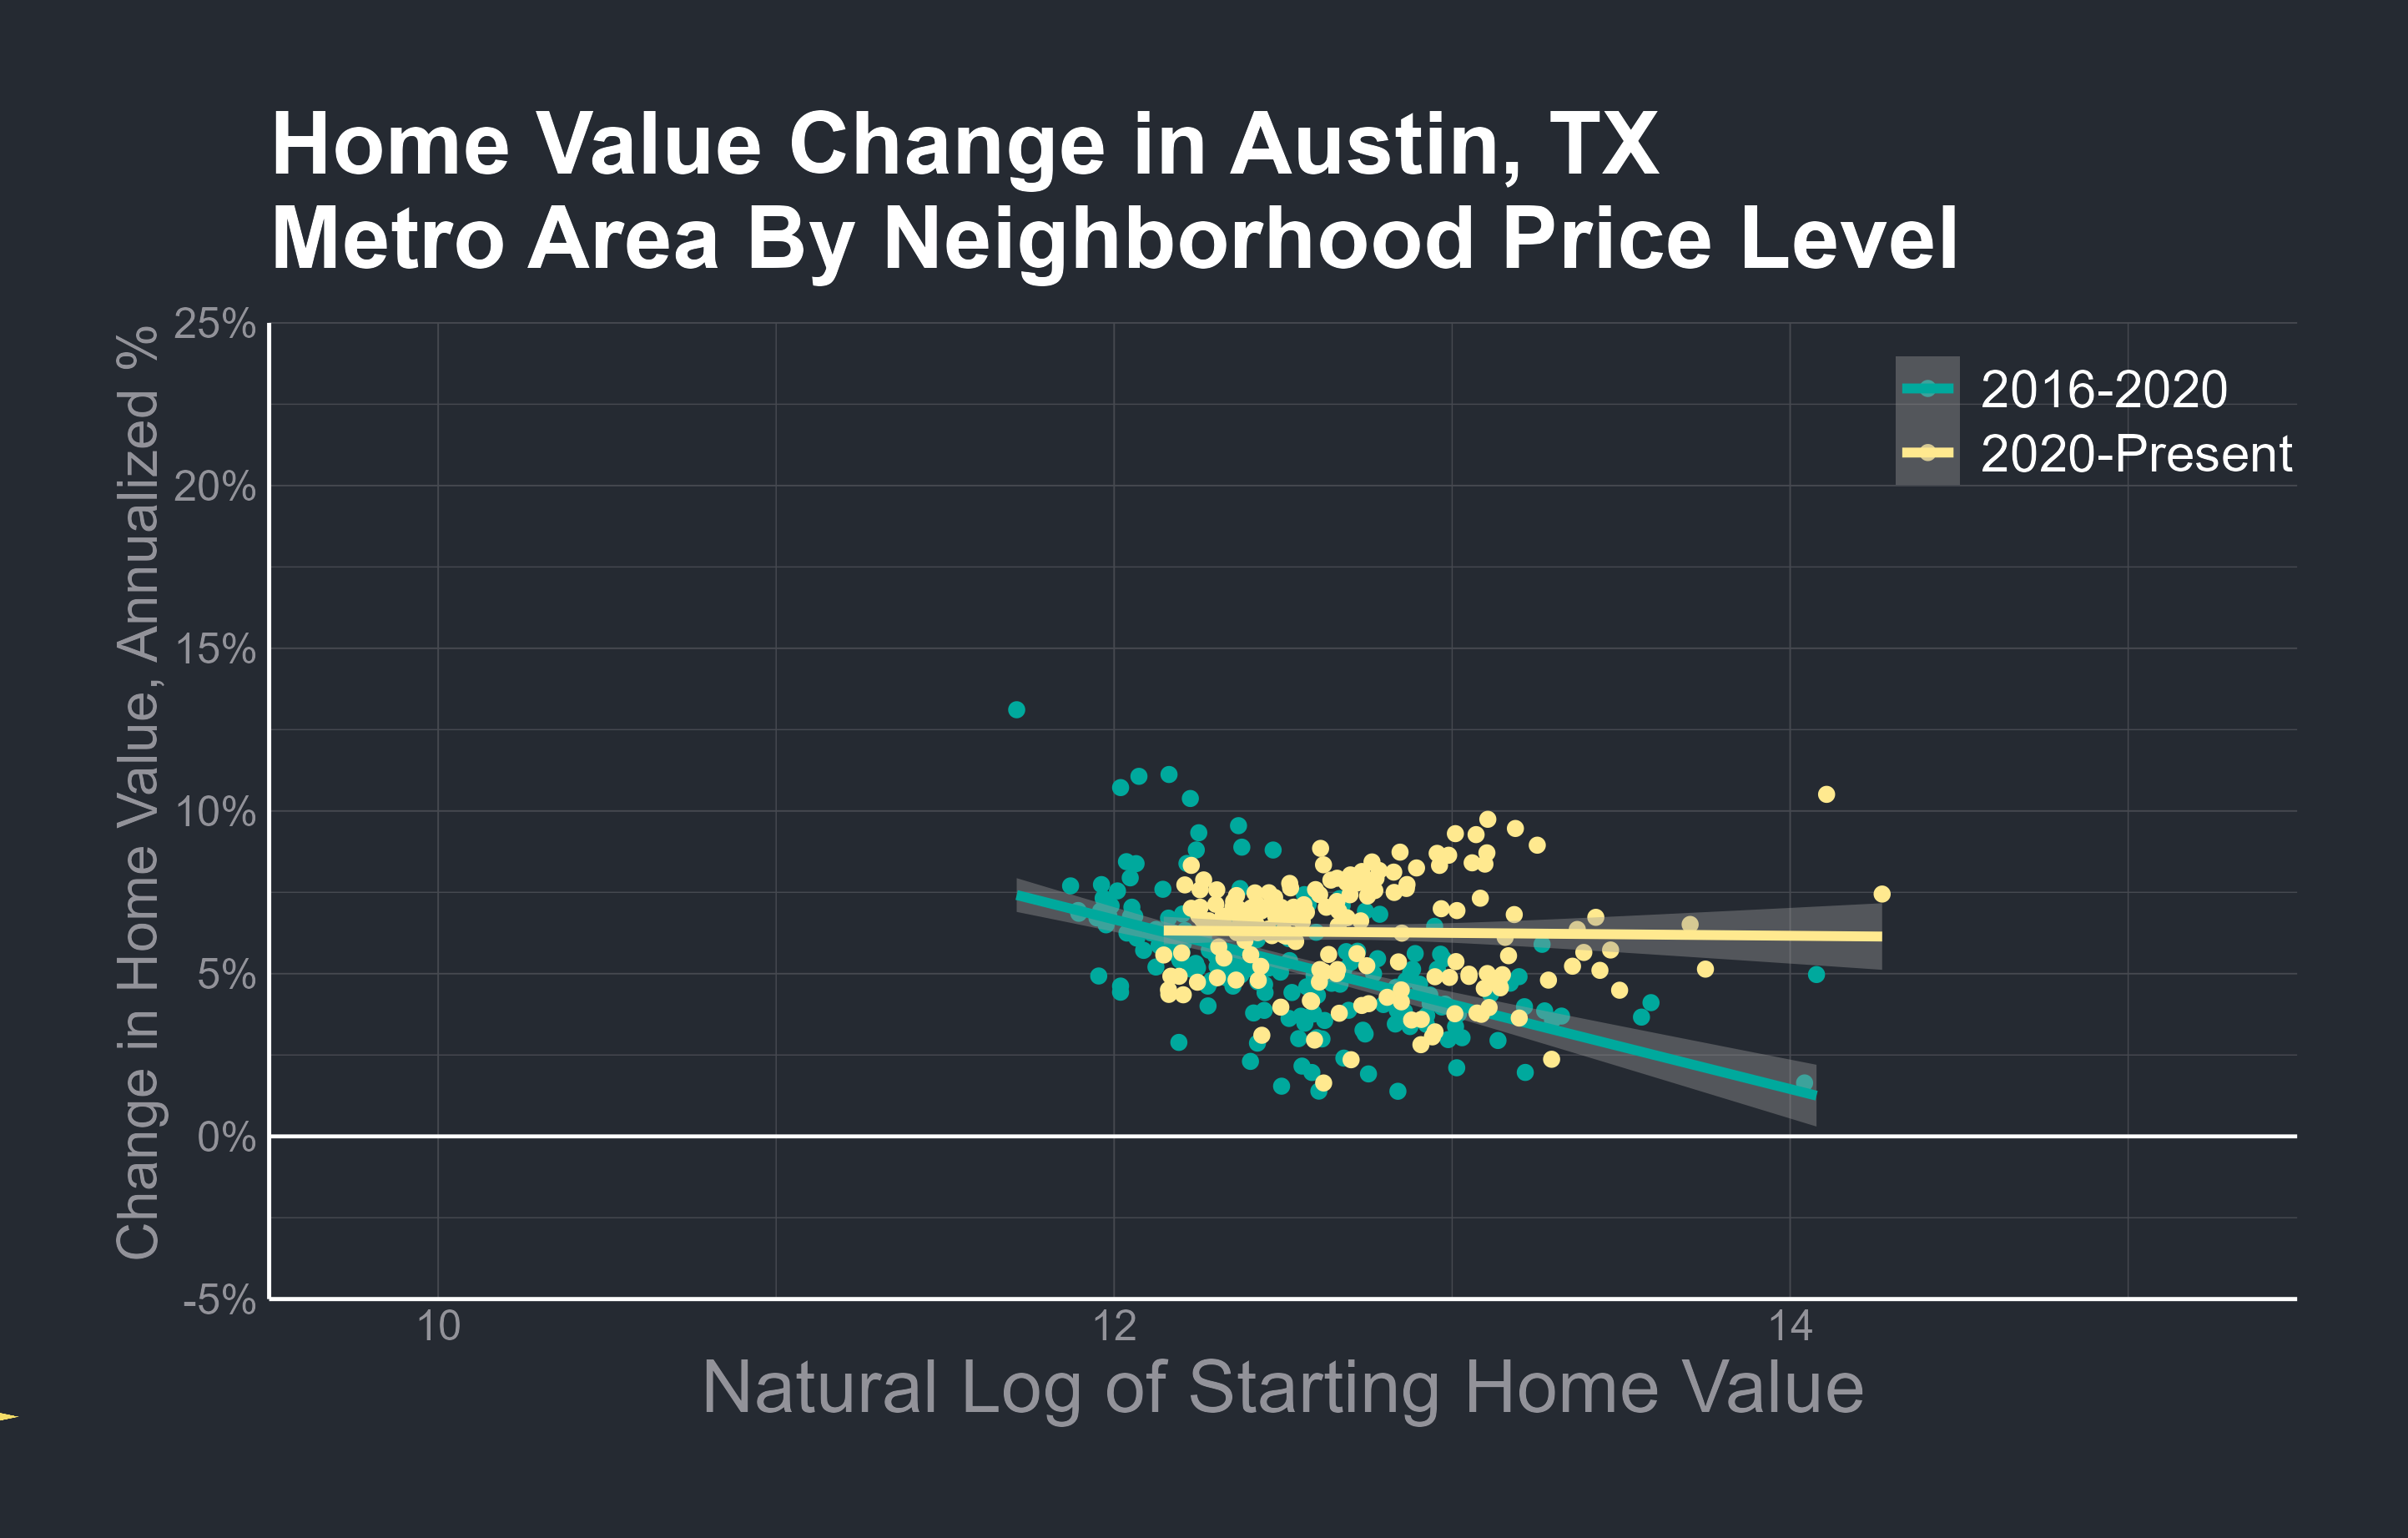 Home Value Change in Austin, TX
Metro Area By Neighborhood Price Level
Change in Home Value, Annualized %
25%
20%
15%
10%
5%
0%
-5%
2016-2020
2020-Present
10
12
14
Natural Log of Starting Home Value